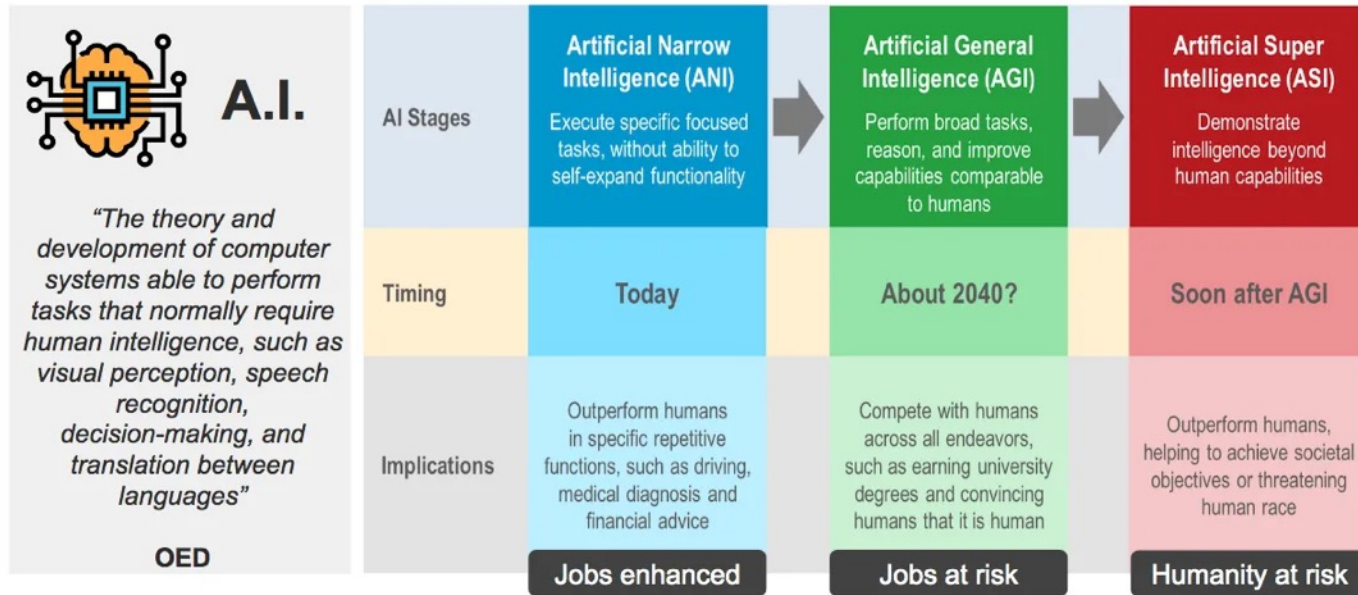 A.I.
“The theory and
development of computer
systems able to perform
tasks that normally require
human intelligence, such as
visual perception, speech
recognition,
decision-making, and
translation between
languages”
OED
AI Stages
Artificial Narrow
Intelligence (ANI)
Execute specific focused
tasks, without ability to
self-expand functionality
Artificial General
Intelligence (AGI)
Perform broad tasks,
reason, and improve
capabilities comparable
to humans
Artificial Super
Intelligence (ASI)
Demonstrate
intelligence beyond
human capabilities
Timing
Today
About 2040?
Soon after AGI
Implications
Outperform humans
in specific repetitive
functions, such as driving,
medical diagnosis and
financial advice
Compete with humans
across all endeavors,
such as earning university
degrees and convincing
humans that it is human
Outperform humans,
helping to achieve societal
objectives or threatening
human race
Jobs enhanced
Jobs at risk
Humanity at risk